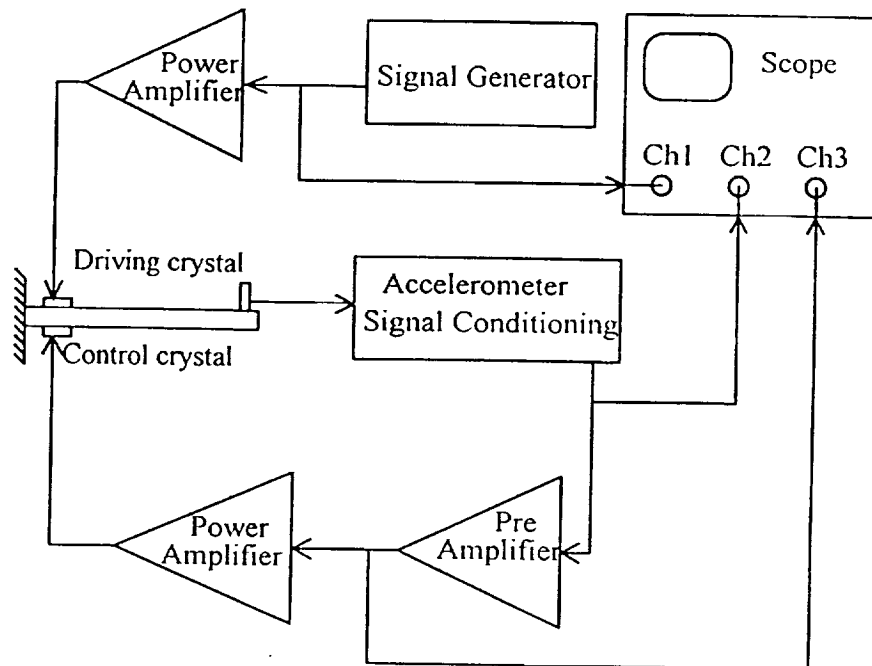 Power
Amplifier
Signal Generator
Scope
Ch1 Ch2 Ch3
Driving crystal
Accelerometer
Signal Conditioning
Control crystal
Power
Amplifier
Pre
Amplifier